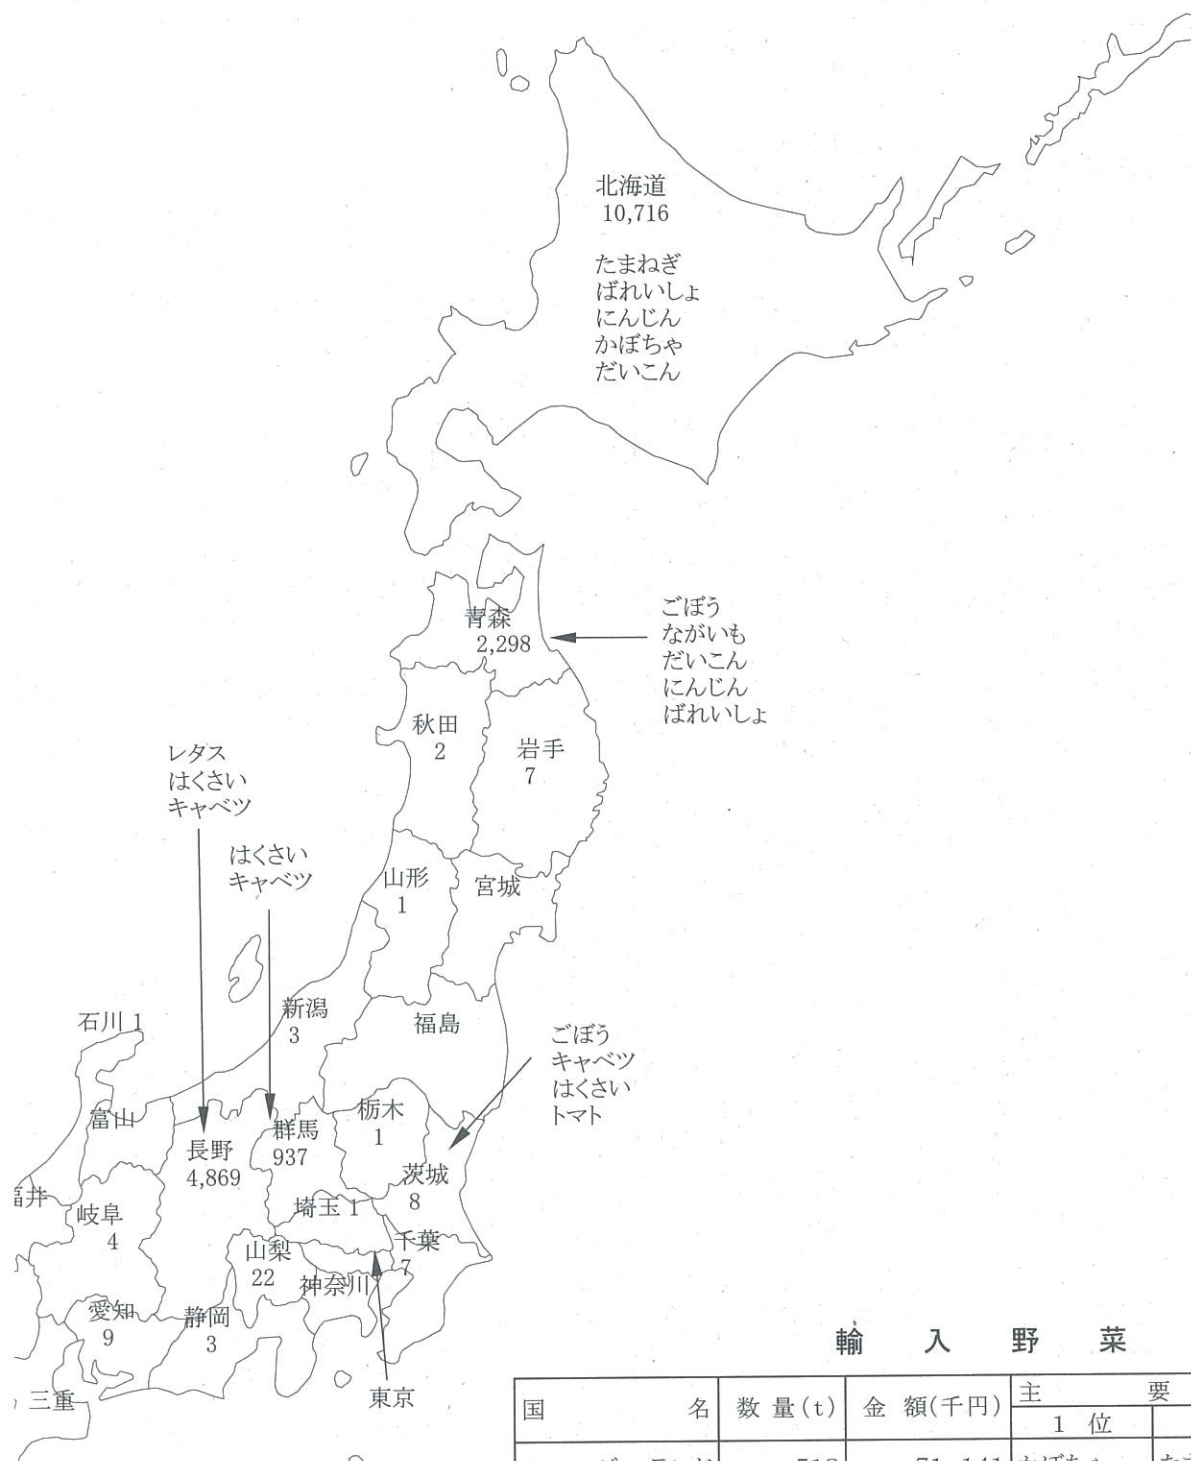 北海道
10,716
たまねぎ
ばれいしょ
にんじん
かぼちゃ
だいこん
青森
2,298
ごぼう
ながいも
だいこん
にんじん
ばれいしょ
秋田
2
岩手
7
レタス
はくさい
キャベツ
はくさい
キャベツ
山形
1
宮城
新潟
3
石川 1
福島
ごぼう
キャベツ
はくさい
トマト
富山
栃木
1
群馬
937
長野
4,869
茨城
8
埼玉 1
福井
岐阜
4
千葉
7
山梨
22
神奈川
愛知
9
静岡
3
三重
東京
輸入野菜
国名 数量(t) 金額(千円) 主要
1位